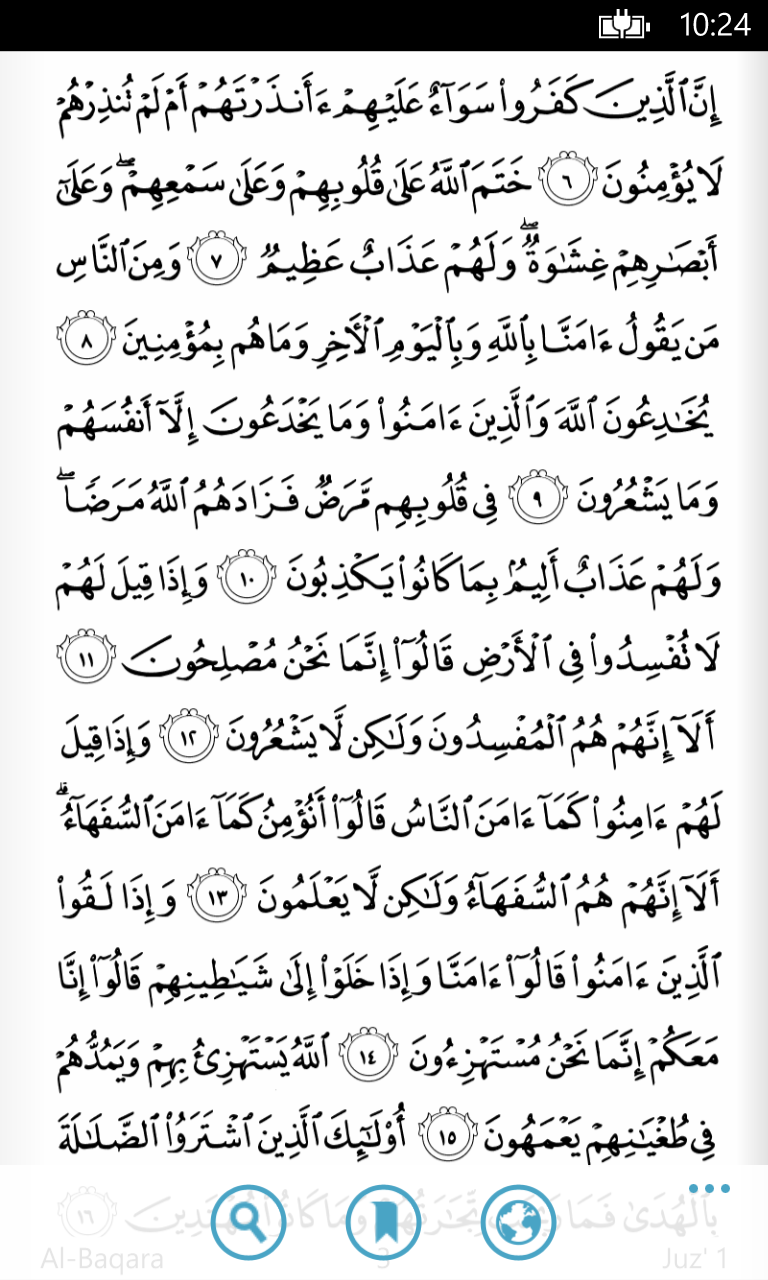 10:24
إِنَّ ٱلَّذِينَ كَفَرُوا۟ سَوَآءٌ عَلَيْهِمْ ءَأَنذَرْتَهُمْ أَمْ لَمْ تُنذِرْهُمْ
لَا يُؤْمِنُونَ ٦ خَتَمَ ٱللَّهُ عَلَىٰ قُلُوبِهِمْ وَعَلَىٰ سَمْعِهِمْ ۖ وَعَلَىٰٓ
أَبْصَـٰرِهِمْ غِشَـٰوَةٌ ۖ وَلَهُمْ عَذَابٌ عَظِيمٌ ٧ وَمِنَ ٱلنَّاسِ
مَن يَقُولُ ءَامَنَّا بِٱللَّهِ وَبِٱلْيَوْمِ ٱلْـَٔاخِرِ وَمَا هُم بِمُؤْمِنِينَ ٨
يُخَـٰدِعُونَ ٱللَّهَ وَٱلَّذِينَ ءَامَنُوا۟ وَمَا يَخْدَعُونَ إِلَّآ أَنفُسَهُمْ
وَمَا يَشْعُرُونَ ٩ فِى قُلُوبِهِم مَّرَضٌ فَزَادَهُمُ ٱللَّهُ مَرَضًا ۖ
وَلَهُمْ عَذَابٌ أَلِيمٌۢ بِمَا كَانُوا۟ يَكْذِبُونَ ١٠ وَإِذَا قِيلَ لَهُمْ
لَا تُفْسِدُوا۟ فِى ٱلْأَرْضِ قَالُوٓا۟ إِنَّمَا نَحْنُ مُصْلِحُونَ ١١
أَلَآ إِنَّهُمْ هُمُ ٱلْمُفْسِدُونَ وَلَـٰكِن لَّا يَشْعُرُونَ ١٢ وَإِذَا قِيلَ
لَهُمْ ءَامِنُوا۟ كَمَآ ءَامَنَ ٱلنَّاسُ قَالُوٓا۟ أَنُؤْمِنُ كَمَآ ءَامَنَ ٱلسُّفَهَآءُ ۗ
أَلَآ إِنَّهُمْ هُمُ ٱلسُّفَهَآءُ وَلَـٰكِن لَّا يَعْلَمُونَ ١٣ وَإِذَا لَقُوا۟
ٱلَّذِينَ ءَامَنُوا۟ قَالُوٓا۟ ءَامَنَّا وَإِذَا خَلَوْا۟ إِلَىٰ شَيَـٰطِينِهِمْ قَالُوٓا۟ إِنَّا
مَعَكُمْ إِنَّمَا نَحْنُ مُسْتَهْزِءُونَ ١٤ ٱللَّهُ يَسْتَهْزِئُ بِهِمْ وَيَمُدُّهُمْ
فِى طُغْيَـٰنِهِمْ يَعْمَهُونَ ١٥ أُو۟لَـٰٓئِكَ ٱلَّذِينَ ٱشْتَرَوُا۟ ٱلضَّلَـٰلَةَ
بِٱلْهُدَىٰ فَمَا تِّجَـٰرَتُهُمْ وَمَا كَانُوا۟ ١٦
Al-Baqara 3 Juz' 1